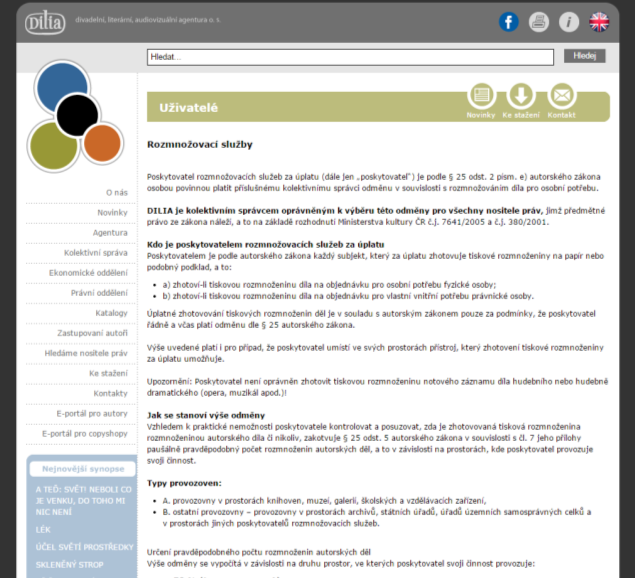 Dilia
divadelní, literární, audiovizuální agentura o. s.
Hledat...
Hledej
Uživatelé
Novinky
Ke stažení
Kontakt
O nás
Novinky
Agentura
Kolektivní správa
Ekonomické oddělení
Právní oddělení
Katalogy
Zastupovaní autoři
Hledáme nositele práv
Ke stažení
Kontakty
E-portál pro autory
E-portál pro copyshopy
Nejnovější synopse
A TEĎ: SVĚT! NEBOLI CO
JE VENKU, DO TOHO MI
NIC NENÍ
LÉK
ÚČEL SVĚTÍ PROSTŘEDKY
SKLENĚNÝ STROP
Rozmnožovací služby
Poskytovatel rozmnožovacích služeb za úplatu (dále jen „poskytovatel") je podle § 25 odst. 2 písm. e) autorského zákona
osobou povinnou platit příslušnému kolektivnímu správci odměnu v souvislosti s rozmnožováním díla pro osobní potřebu.
DILIA je kolektivním správcem oprávněným k výběru této odměny pro všechny nositele práv, jimž předmětné
právo ze zákona náleží, a to na základě rozhodnutí Ministerstva kultury ČR č.j. 7641/2005 a č.j. 380/2001.
Kdo je poskytovatelem rozmnožovacích služeb za úplatu
Poskytovatelem je podle autorského zákona každý subjekt, který za úplatu zhotovuje tiskové rozmnoženiny na papír nebo
podobný podklad, a to:
• a) zhotoví-li tiskovou rozmnoženinu díla na objednávku pro osobní potřebu fyzické osoby;
• b) zhotoví-li tiskovou rozmnoženinu díla na objednávku pro vlastní vnitřní potřebu právnické osoby.
Úplatné zhotovování tiskových rozmnoženin děl je v souladu s autorským zákonem pouze za podmínky, že poskytovatel
řádně a včas platí odměnu dle § 25 autorského zákona.
Výše uvedené platí i pro případ, že poskytovatel umístí ve svých prostorách přístroj, který zhotovení tiskové rozmnoženiny
za úplatu umožňuje.
Upozornění: Poskytovatel není oprávněn zhotovit tiskovou rozmnoženinu notového záznamu díla hudebního nebo hudebně
dramatického (opera, muzikál apod.)!
Jak se stanoví výše odměny
Vzhledem k praktické nemožnosti poskytovatele kontrolovat a posuzovat, zda je zhotovovaná tisková rozmnoženina
rozmnoženinou autorského díla či nikoliv, zakotvuje § 25 odst. 5 autorského zákona v souvislosti s čl. 7 jeho přílohy
paušálně pravděpodobný počet rozmnoženin autorských děl, a to v závislosti na prostorách, kde poskytovatel provozuje
svoji činnost.
Typy provozoven:
• A. provozovny v prostorách knihoven, muzeí, galerií, školských a vzdělávacích zařízení,
• B. ostatní provozovny – provozovny v prostorách archivů, státních úřadů, úřadů územních samosprávných celků a
v prostorách jiných poskytovatelů rozmnožovacích služeb.
Určení pravděpodobného počtu rozmnoženin autorských děl
Výše odměny se vypočítá v závislosti na druhu prostor, ve kterých poskytovatel svoji činnost provozuje: